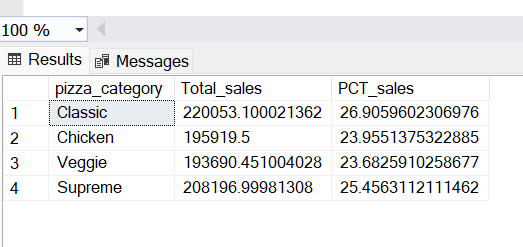 100 %
Results Messages
pizza_category Total_sales PCT_sales
1 Classic 220053.100021362 26.9059602306976
2 Chicken 195919.5 23.9551375322885
3 Veggie 193690.451004028 23.6825910258677
4 Supreme 208196.99981308 25.4563112111462